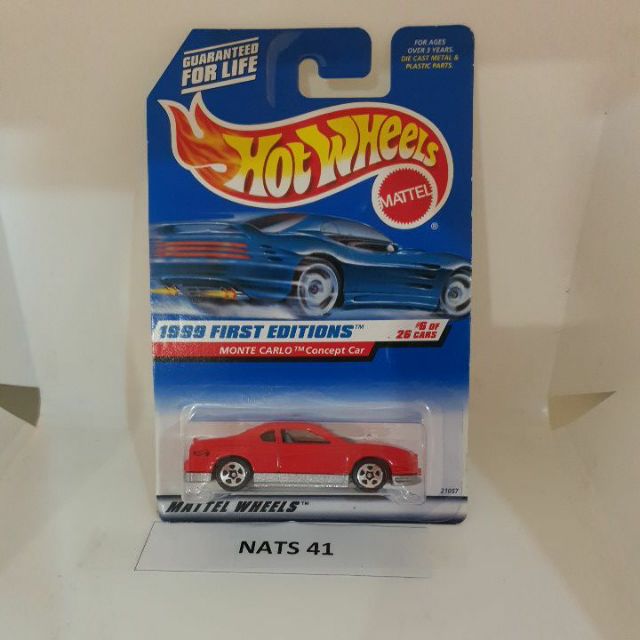 GUARANTEED
FOR LIFE
FOR AGES
OVER 3 YEARS.
DIE CAST METAL &
PLASTIC PARTS.
HOT WHEELS
MATTEL
®
1999 FIRST EDITIONS™
#6 OF
26 CARS
MONTE CARLO™ Concept Car
21057
MATTEL WHEELS™
NATS 41